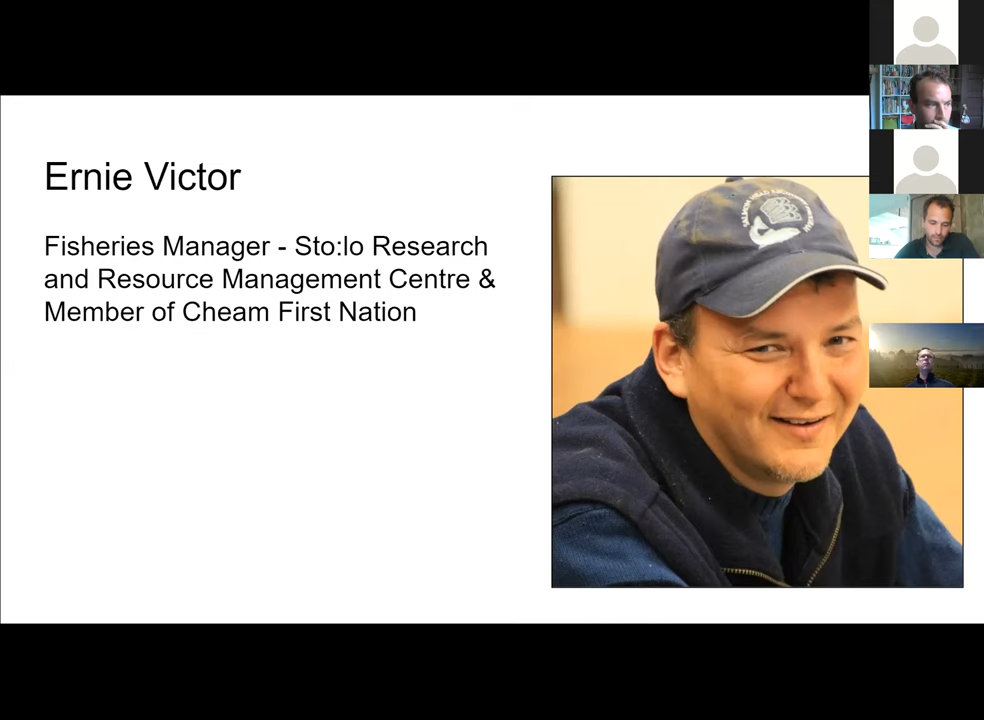 Ernie Victor
Fisheries Manager - Sto:lo Research
and Resource Management Centre &
Member of Cheam First Nation